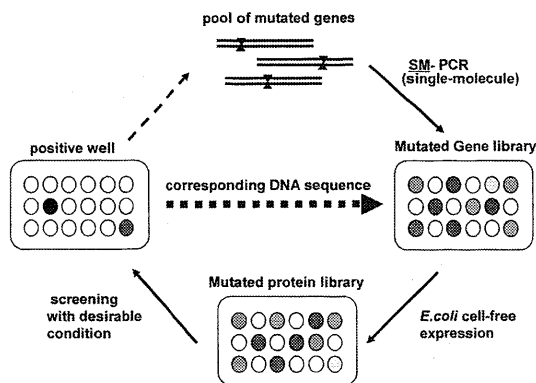 pool of mutated genes
SM- PCR
(single-molecule)
positive well
Mutated Gene library
corresponding DNA sequence
Mutated protein library
screening
with desirable
condition
E.coli cell-free
expression